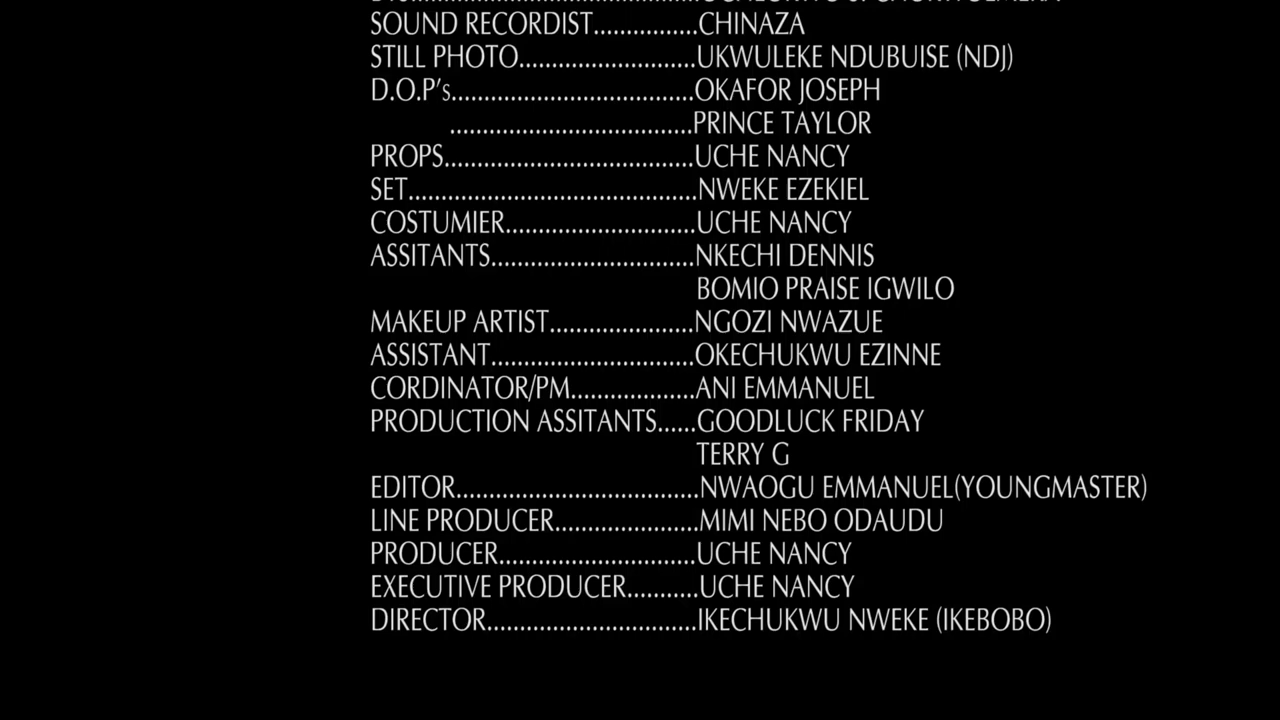 SOUND RECORDIST................CHINAZA
STILL PHOTO...........................UKWULEKE NDUBUISE (NDJ)
D.O.P's.....................................OKAFOR JOSEPH
.....................................PRINCE TAYLOR
PROPS......................................UCHE NANCY
SET............................................NWEKE EZEKIEL
COSTUMIER.............................UCHE NANCY
ASSITANTS...............................NKECHI DENNIS
BOMIO PRAISE IGWILO
MAKEUP ARTIST......................NGOZI NWAZUE
ASSISTANT...............................OKECHUKWU EZINNE
CORDINATOR/PM...................ANI EMMANUEL
PRODUCTION ASSITANTS......GOODLUCK FRIDAY
TERRY G
EDITOR.....................................NWAOGU EMMANUEL(YOUNGMASTER)
LINE PRODUCER......................MIMI NEBO ODAUDU
PRODUCER..............................UCHE NANCY
EXECUTIVE PRODUCER...........UCHE NANCY
DIRECTOR................................IKECHUKWU NWEKE (IKEBOBO)